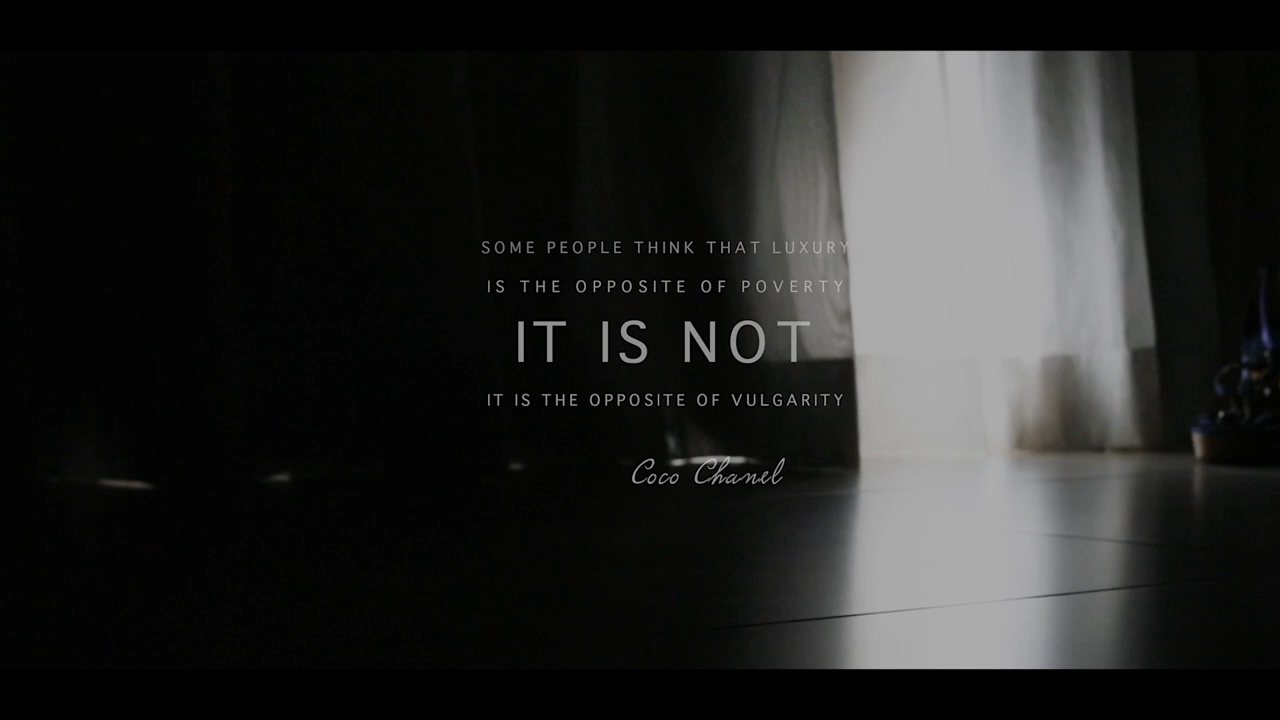 SOME PEOPLE THINK THAT LUXURY
IS THE OPPOSITE OF POVERTY
IT IS NOT
IT IS THE OPPOSITE OF VULGARITY
Coco Chanel